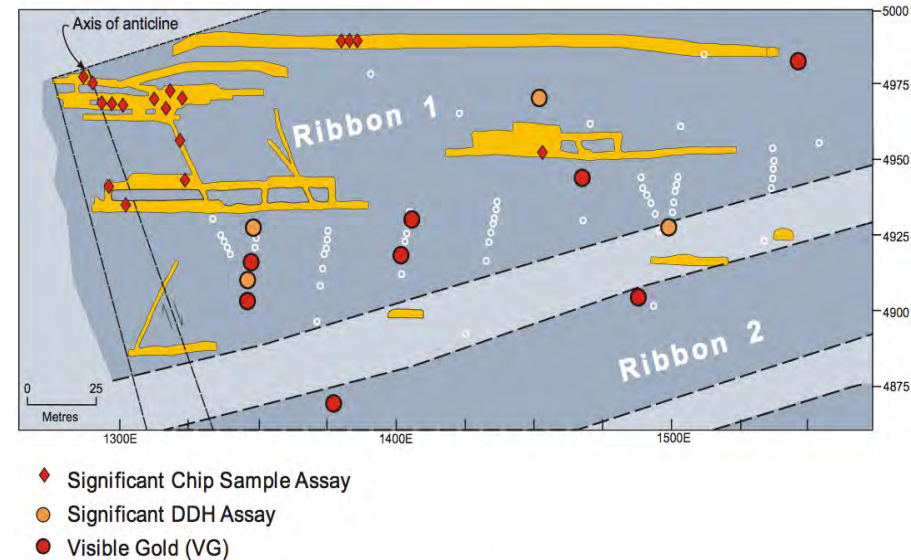 Axis of anticline
5000
4975
4950
4925
4900
4875
Ribbon 1
Ribbon 2
0 25
Metres
1300E 1400E 1500E
Significant Chip Sample Assay
Significant DDH Assay
Visible Gold (VG)